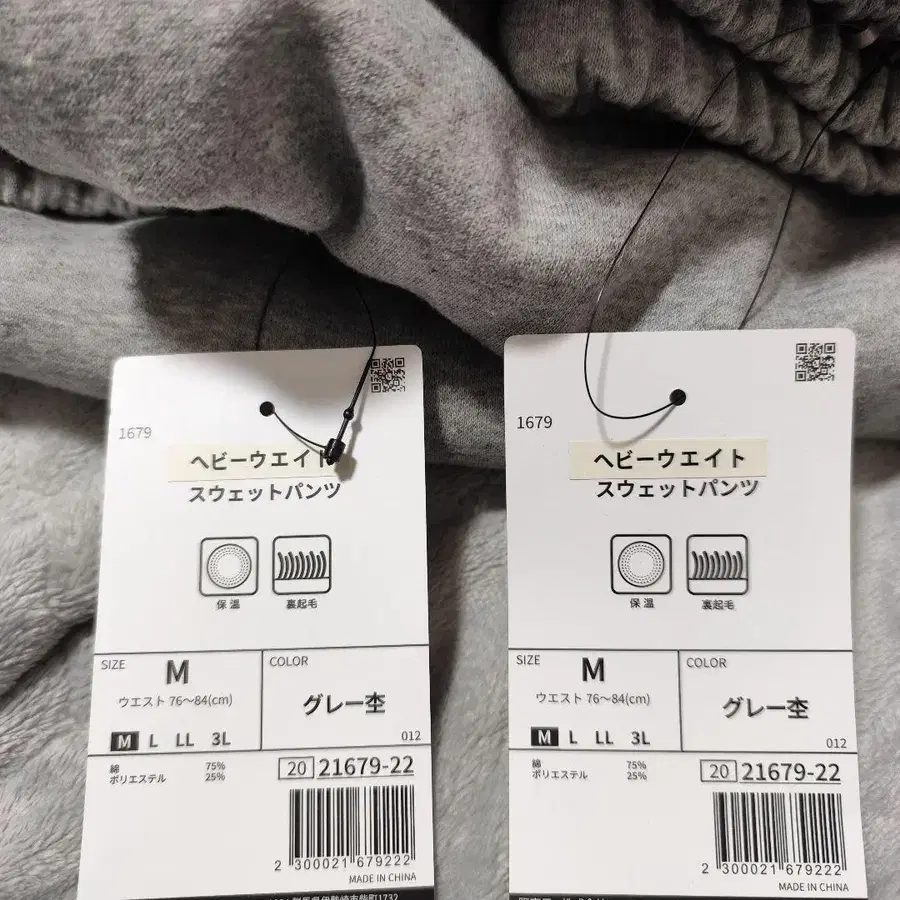 1679
ヘビーウエイト
スウェットパンツ
保温
裏起毛
SIZE
M
ウエスト 76〜84(cm)
M L LL 3L
COLOR
グレー杢
012
綿 75%
ポリエステル 25%
20 21679-22
2 300021 679222
MADE IN CHINA
1679
ヘビーウエイト
スウェットパンツ
保温
裏起毛
SIZE
M
ウエスト 76〜84(cm)
M L LL 3L
COLOR
グレー杢
012
綿 75%
ポリエステル 25%
20 21679-22
2 300021 679222
MADE IN CHINA